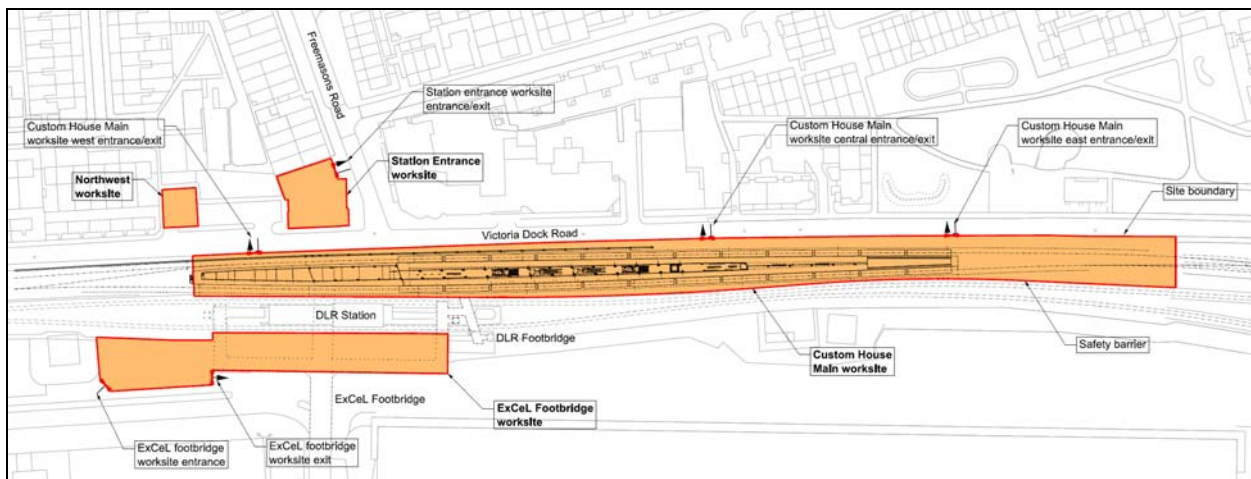 Freemasons Road
Station entrance worksite
entrance/exit
Custom House Main
worksite west entrance/exit
Custom House Main
worksite central entrance/exit
Custom House Main
worksite east entrance/exit
Northwest
worksite
Station Entrance
worksite
Site boundary
Victoria Dock Road
DLR Station
DLR Footbridge
Safety barrier
Custom House
Main worksite
ExCeL Footbridge
ExCeL Footbridge
worksite
ExCeL footbridge
worksite entrance
ExCeL footbridge
worksite exit